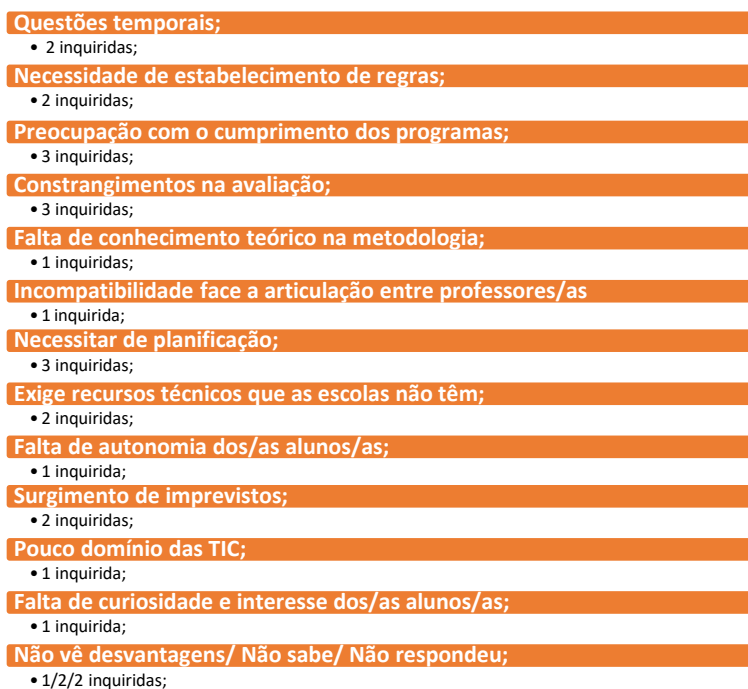 Questões temporais;
• 2 inquiridas;
Necessidade de estabelecimento de regras;
• 2 inquiridas;
Preocupação com o cumprimento dos programas;
• 3 inquiridas;
Constrangimentos na avaliação;
• 3 inquiridas;
Falta de conhecimento teórico na metodologia;
• 1 inquiridas;
Incompatibilidade face a articulação entre professores/as
• 1 inquirida;
Necessitar de planificação;
• 3 inquiridas;
Exige recursos técnicos que as escolas não têm;
• 2 inquiridas;
Falta de autonomia dos/as alunos/as;
• 1 inquirida;
Surgimento de imprevistos;
• 2 inquiridas;
Pouco domínio das TIC;
• 1 inquirida;
Falta de curiosidade e interesse dos/as alunos/as;
• 1 inquirida;
Não vê desvantagens/ Não sabe/ Não respondeu;
• 1/2/2 inquiridas;